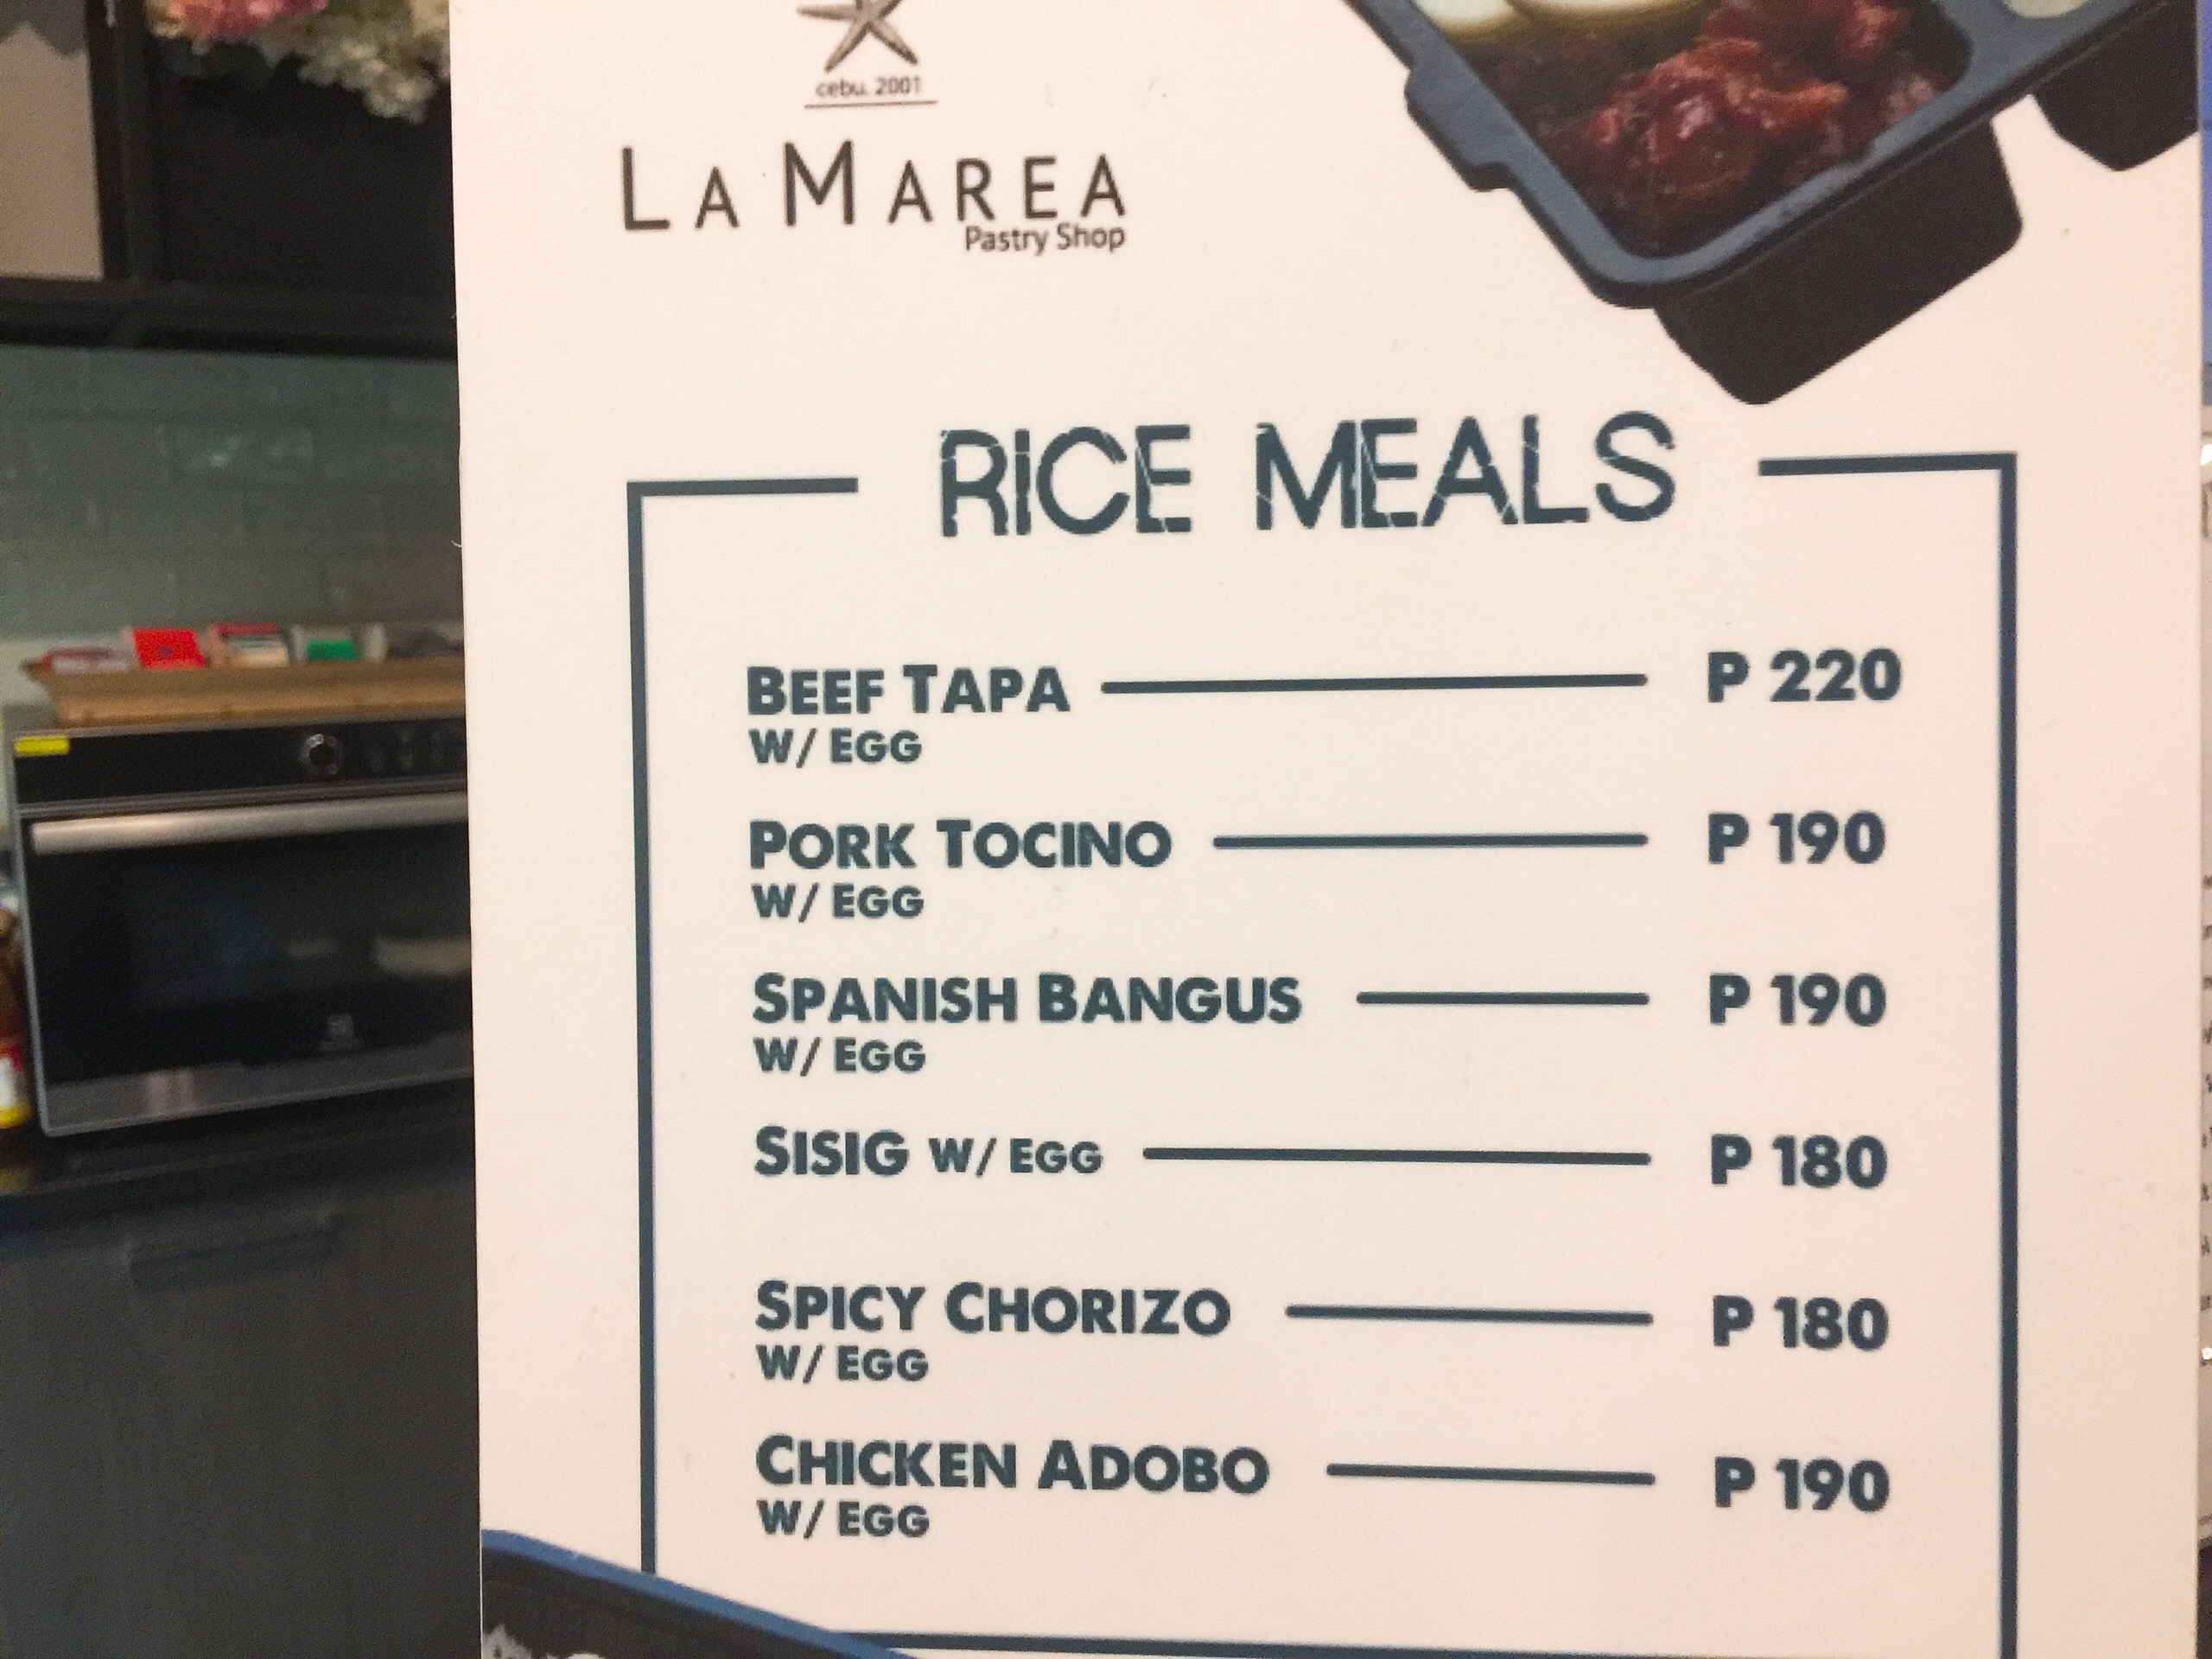 cebu. 2001
LA MAREA
Pastry Shop
RICE MEALS
BEEF TAPA P 220
W/ EGG
PORK TOCINO P 190
W/ EGG
SPANISH BANGUS P 190
W/ EGG
SISIG W/ EGG P 180
SPICY CHORIZO P 180
W/ EGG
CHICKEN ADOBO P 190
W/ EGG